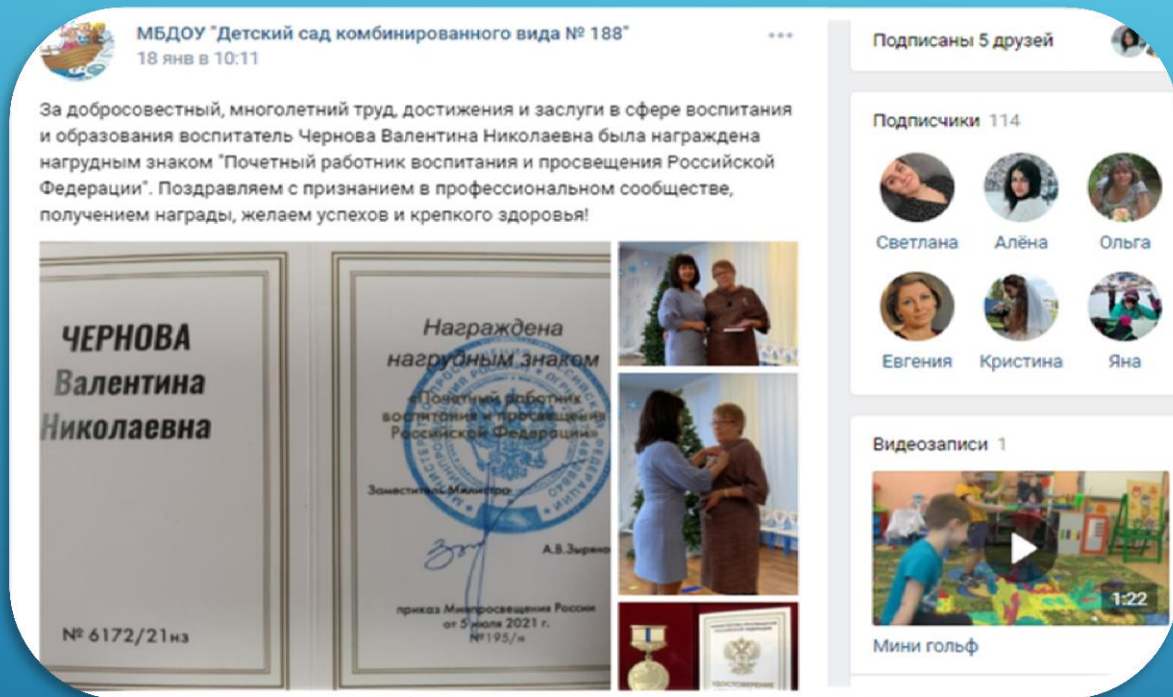 МБДОУ "Детский сад комбинированного вида № 188"
18 янв в 10:11
За добросовестный, многолетний труд, достижения и заслуги в сфере воспитания
и образования воспитатель Чернова Валентина Николаевна была награждена
нагрудным знаком "Почетный работник воспитания и просвещения Российской
Федерации". Поздравляем с признанием в профессиональном сообществе,
получением награды, желаем успехов и крепкого здоровья!
ЧЕРНОВА
Валентина
Николаевна
№ 6172/21нз
Награждена
нагрудным знаком
«Почетный работник
воспитания и просвещения
Российской Федерации»
Заместитель Министра
А.В.Зырянo
приказ Минпросвещения России
от 5 июля 2021 г.
№195/н
УДОСТОВЕРЕНИЕ
Подписаны 5 друзей
Подписчики 114
Светлана Алёна Ольга
Евгения Кристина Яна
Видеозаписи 1
1:22
Мини гольф